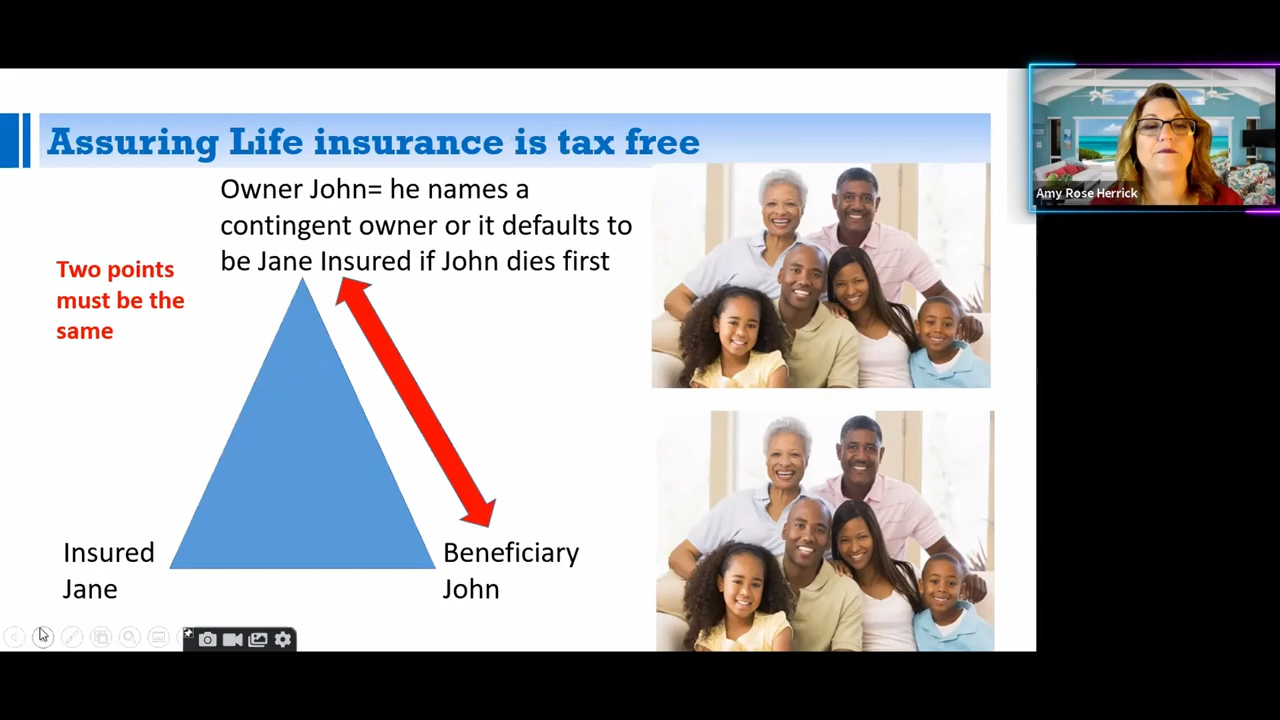 Assuring Life insurance is tax free
Owner John= he names a
contingent owner or it defaults to
be Jane Insured if John dies first
Two points
must be the
same
Insured
Jane
Beneficiary
John
Amy Rose Herrick